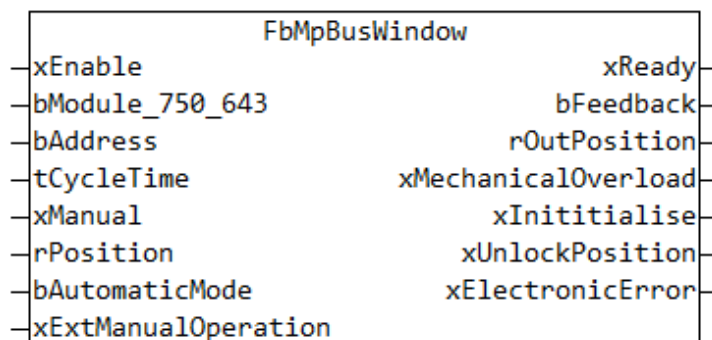 FbMpBusWindow
xEnable xReady
bModule_750_643 bFeedback
bAddress rOutPosition
tCycleTime xMechanicalOverload
xManual xInititialise
rPosition xUnlockPosition
bAutomaticMode xElectronicError
xExtManualOperation